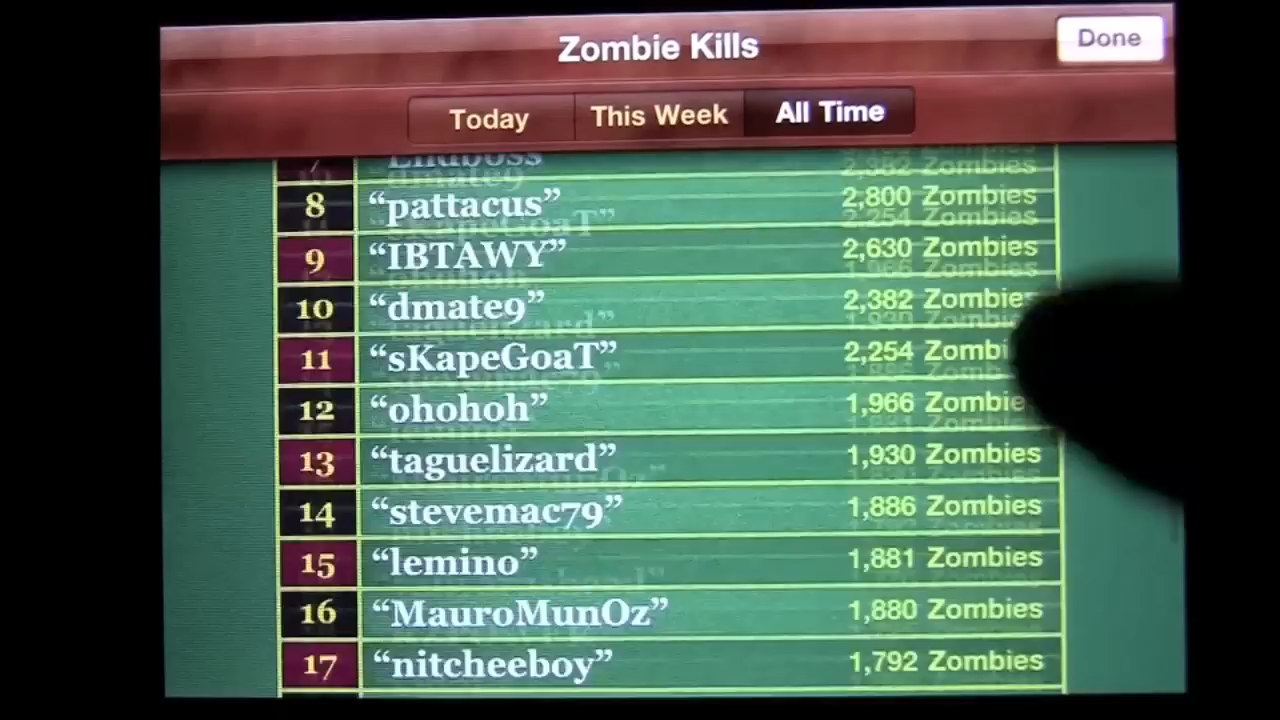 Zombie Kills
Done
Today This Week All Time
7 Endboss
8 “pattacus” 2,800 Zombies
9 “IBTAWY” 2,630 Zombies
10 “dmate9” 2,382 Zombies
11 “sKapeGoaT” 2,254 Zombi
12 “ohohoh” 1,966 Zombie
13 “taguelizard” 1,930 Zombies
14 “stevemac79” 1,886 Zombies
15 “lemino” 1,881 Zombies
16 “MauroMunOz” 1,880 Zombies
17 “nitcheeboy” 1,792 Zombies